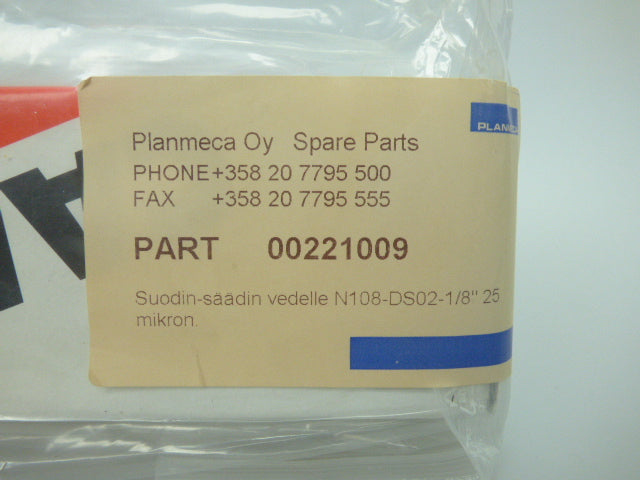 PLANMECA
Planmeca Oy Spare Parts
PHONE +358 20 7795 500
FAX +358 20 7795 555
PART 00221009
Suodin-säädin vedelle N108-DS02-1/8" 25
mikron.